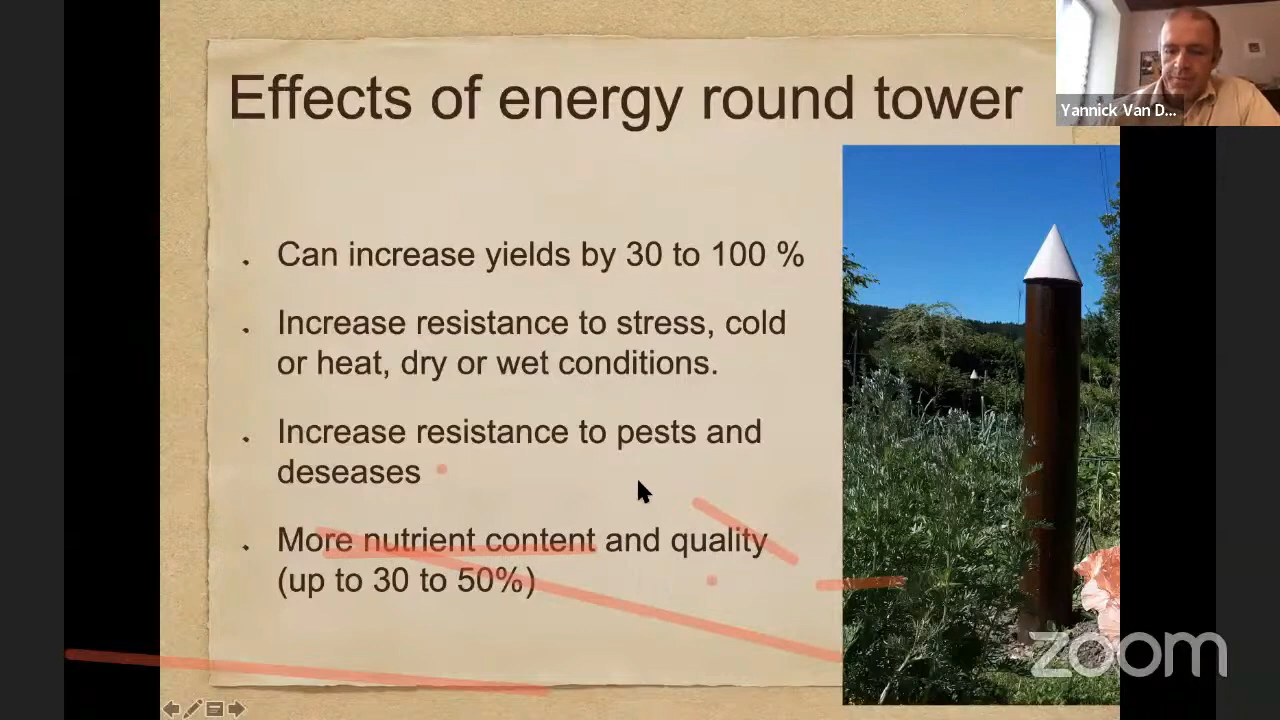 Effects of energy round tower
Yannick Van D...
Can increase yields by 30 to 100 %
Increase resistance to stress, cold
or heat, dry or wet conditions.
Increase resistance to pests and
deseases
More nutrient content and quality
(up to 30 to 50%)
zoom